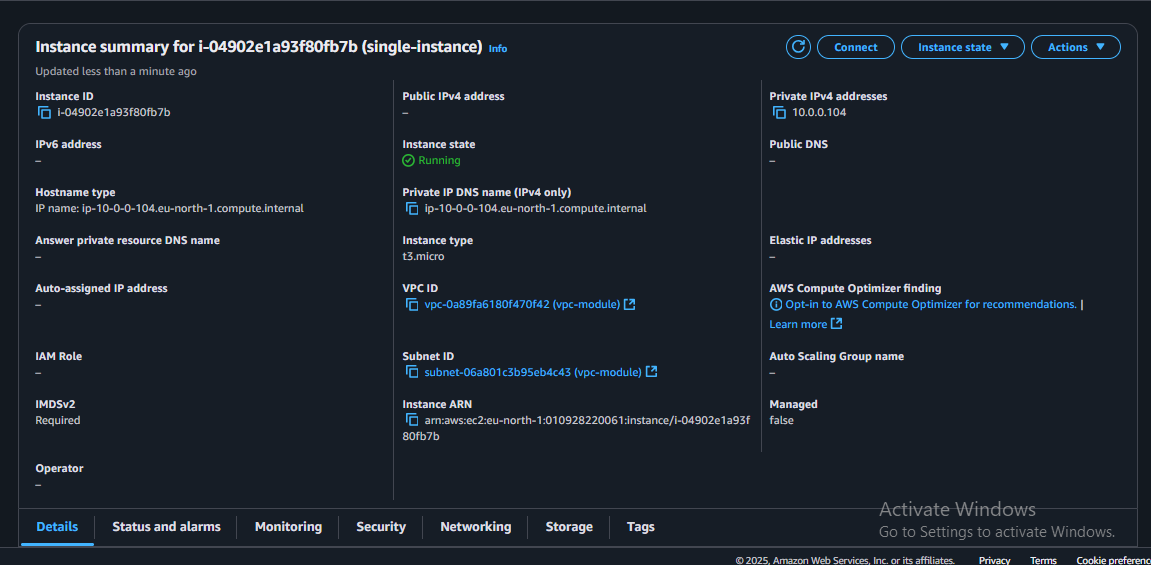 Instance summary for i-04902e1a93f80fb7b (single-instance) Info
Connect
Instance state
Actions
Updated less than a minute ago
Instance ID
i-04902e1a93f80fb7b
Public IPv4 address
–
Private IPv4 addresses
10.0.0.104
IPv6 address
–
Instance state
Running
Public DNS
–
Hostname type
IP name: ip-10-0-0-104.eu-north-1.compute.internal
Private IP DNS name (IPv4 only)
ip-10-0-0-104.eu-north-1.compute.internal
Answer private resource DNS name
–
Instance type
t3.micro
Elastic IP addresses
–
Auto-assigned IP address
–
VPC ID
vpc-0a89fa6180f470f42 (vpc-module)
AWS Compute Optimizer finding
Opt-in to AWS Compute Optimizer for recommendations. |
Learn more
IAM Role
–
Subnet ID
subnet-06a801c3b95eb4c43 (vpc-module)
Auto Scaling Group name
–
IMDSv2
Required
Instance ARN
arn:aws:ec2:eu-north-1:010928220061:instance/i-04902e1a93f
80fb7b
Managed
false
Operator
–
Details
Status and alarms
Monitoring
Security
Networking
Storage
Tags
Activate Windows
Go to Settings to activate Windows.
© 2025, Amazon Web Services, Inc. or its affiliates.
Privacy
Terms
Cookie preferenc